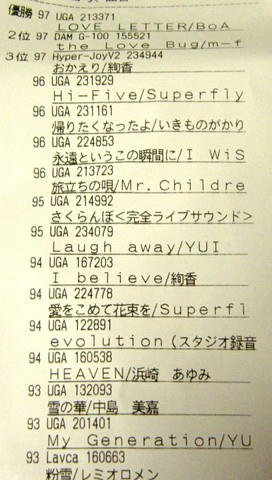 優勝 97 UGA 213371
LOVE LETTER/BoA
2位 97 DAM G-100 155521
the Love Bug/m-f
3位 97 Hyper-JoyV2 234944
おかえり/絢香
96 UGA 231929
Hi-Five/Superfly
96 UGA 231161
帰りたくなったよ/いきものがかり
96 UGA 224853
永遠というこの瞬間に/I WiS
96 UGA 213723
旅立ちの唄/Mr.Childre
95 UGA 214992
さくらんぼ<完全ライブサウンド>
95 UGA 234079
Laugh away/YUI
94 UGA 167203
I believe/絢香
94 UGA 224778
愛をこめて花束を/Superfl
94 UGA 122891
evolution(スタジオ録音
94 UGA 160538
HEAVEN/浜崎 あゆみ
93 UGA 132093
雪の華/中島 美嘉
93 UGA 201401
My Generation/YU
93 Lavca 160663
粉雪/レミオロメン